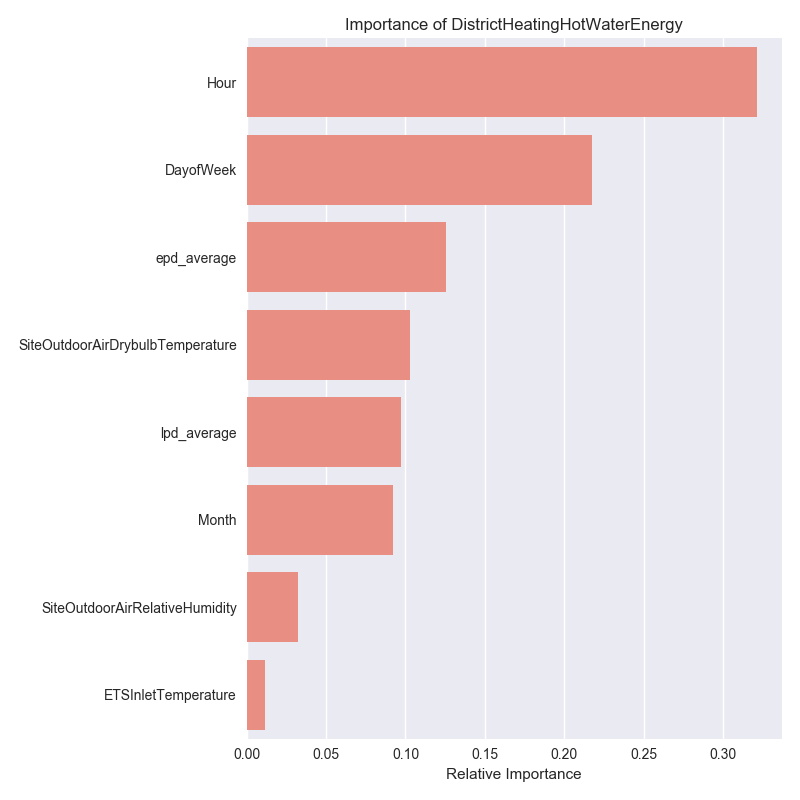 Importance of DistrictHeatingHotWaterEnergy
Hour
DayofWeek
epd_average
SiteOutdoorAirDrybulbTemperature
lpd_average
Month
SiteOutdoorAirRelativeHumidity
ETSInletTemperature
0.00 0.05 0.10 0.15 0.20 0.25 0.30
Relative Importance